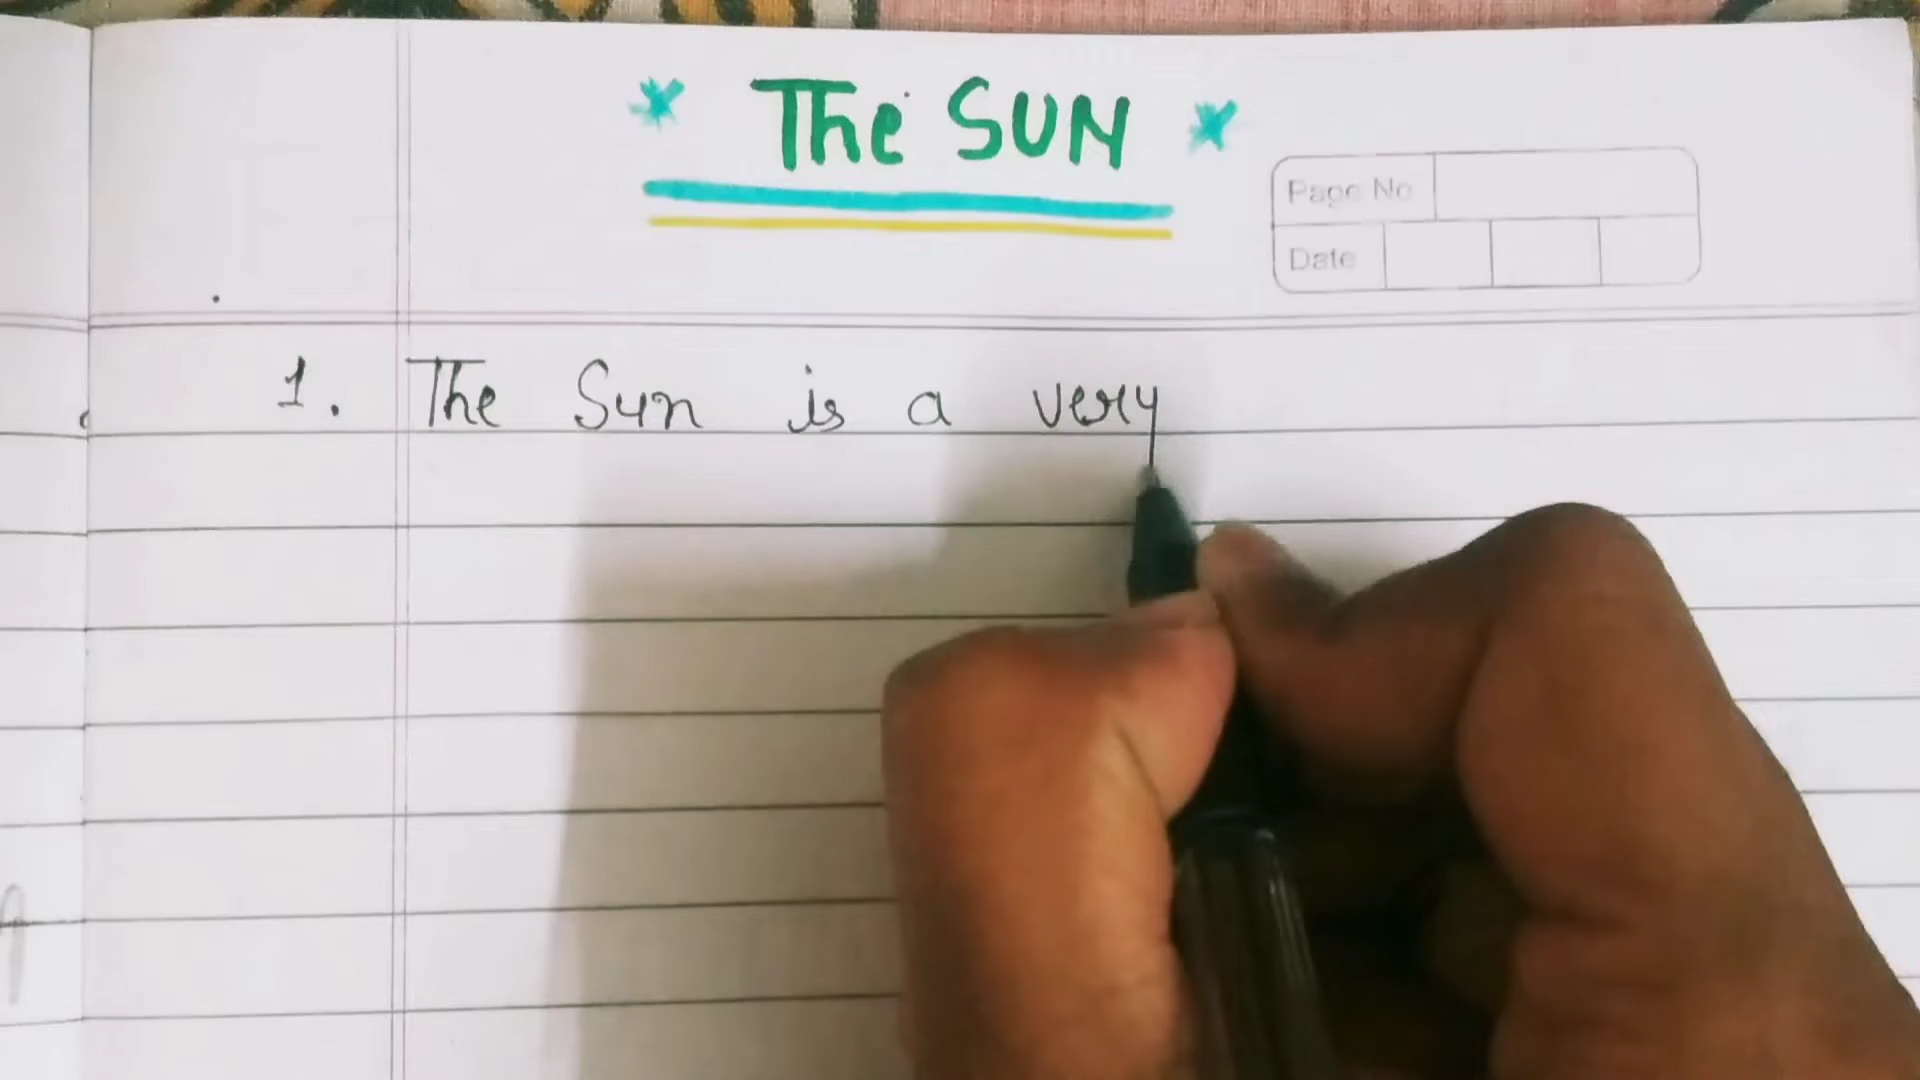 * The SUN *
Page No
Date
1. The Sun is a very